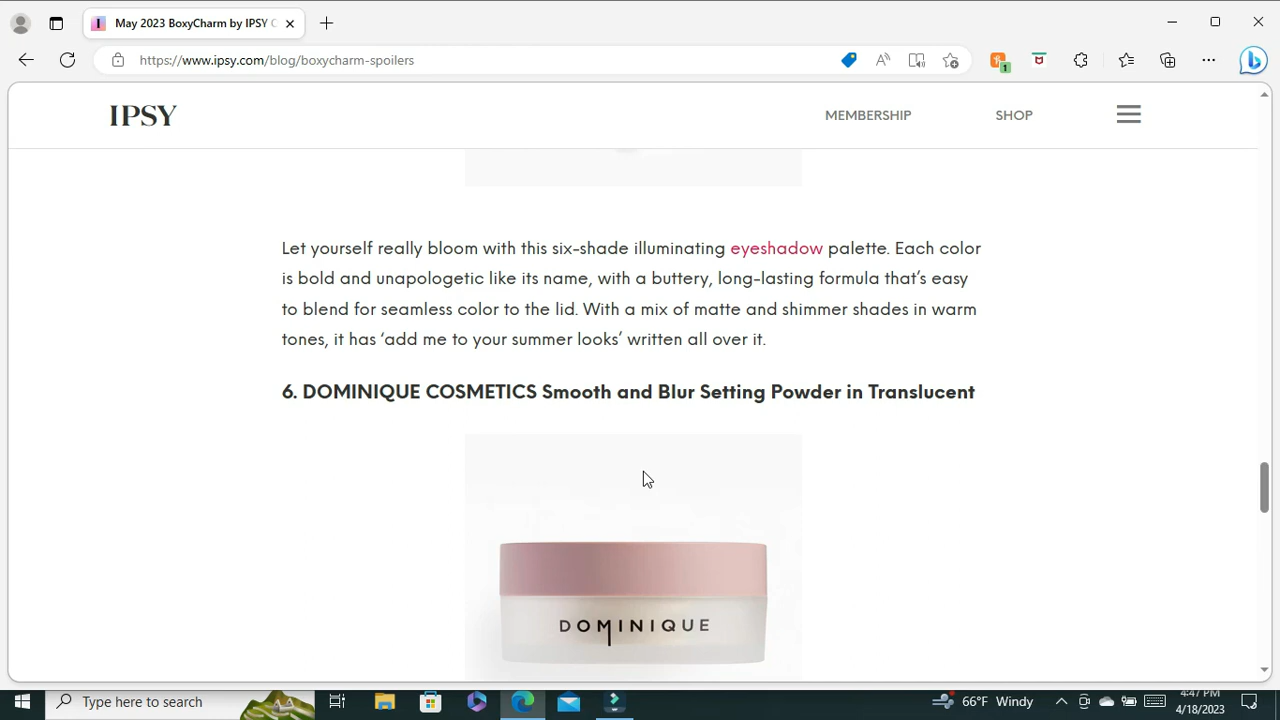 May 2023 BoxyCharm by IPSY C
https://www.ipsy.com/blog/boxycharm-spoilers
1
IPSY
MEMBERSHIP
SHOP
Let yourself really bloom with this six-shade illuminating eyeshadow palette. Each color
is bold and unapologetic like its name, with a buttery, long-lasting formula that's easy
to blend for seamless color to the lid. With a mix of matte and shimmer shades in warm
tones, it has ‘add me to your summer looks’ written all over it.
6. DOMINIQUE COSMETICS Smooth and Blur Setting Powder in Translucent
DOMINIQUE
Type here to search
66°F Windy
4:47 PM
4/18/2023